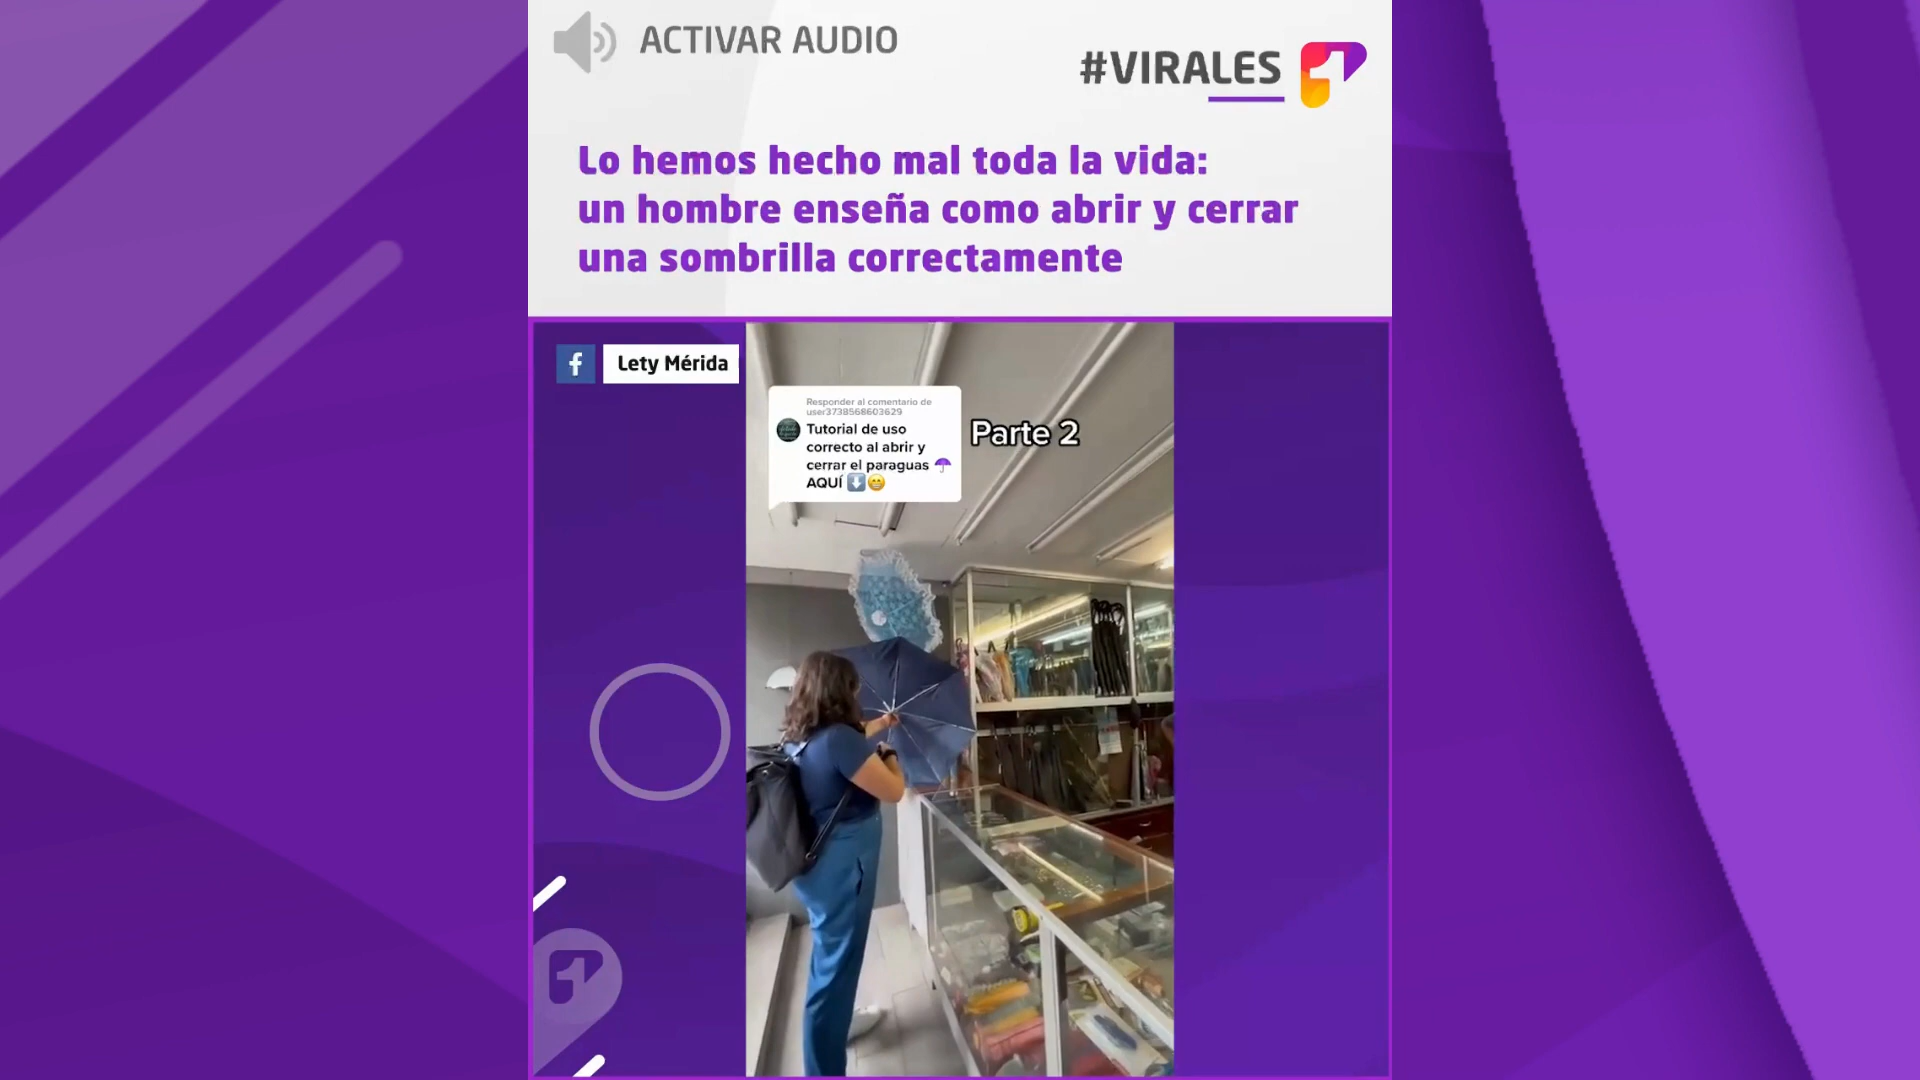 ACTIVAR AUDIO
#VIRALES
Lo hemos hecho mal toda la vida:
un hombre enseña como abrir y cerrar
una sombrilla correctamente
Lety Mérida
Responder al comentario de
user3738568603629
Tutorial de uso
correcto al abrir y
cerrar el paraguas ☂
AQUÍ ⬇️😁
Parte 2